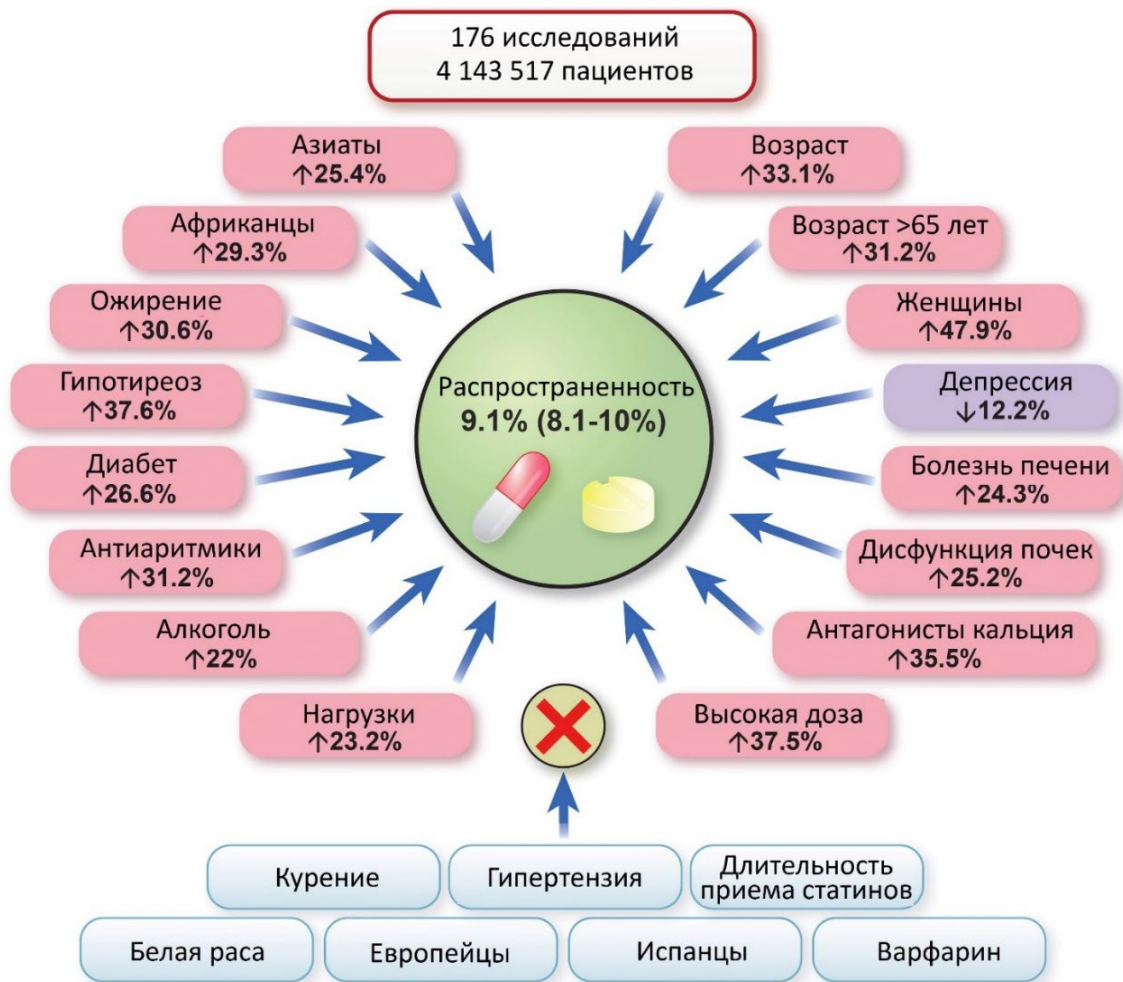 176 исследований
4 143 517 пациентов
Азиаты
↑25.4%
Возраст
↑33.1%
Африканцы
↑29.3%
Возраст >65 лет
↑31.2%
Ожирение
↑30.6%
Женщины
↑47.9%
Гипотиреоз
↑37.6%
Распространенность
9.1% (8.1-10%)
Депрессия
↓12.2%
Диабет
↑26.6%
Болезнь печени
↑24.3%
Антиаритмики
↑31.2%
Дисфункция почек
↑25.2%
Алкоголь
↑22%
Антагонисты кальция
↑35.5%
Нагрузки
↑23.2%
Высокая доза
↑37.5%
Курение
Гипертензия
Длительность
приема статинов
Белая раса
Европейцы
Испанцы
Варфарин